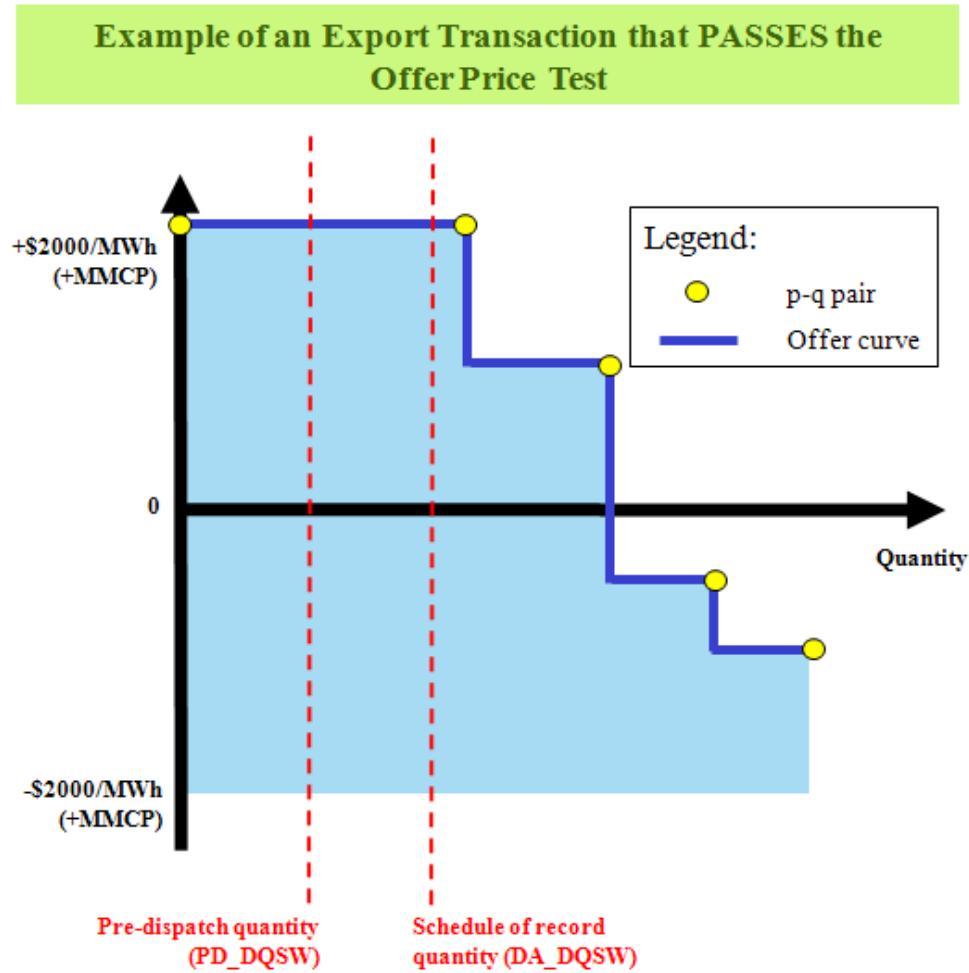 Example of an Export Transaction that PASSES the
Offer Price Test
+$2000/MWh
(+MMCP)
Legend:
p-q pair
Offer curve
0
Quantity
-$2000/MWh
(+MMCP)
Pre-dispatch quantity
(PD_DQSW)
Schedule of record
quantity (DA_DQSW)